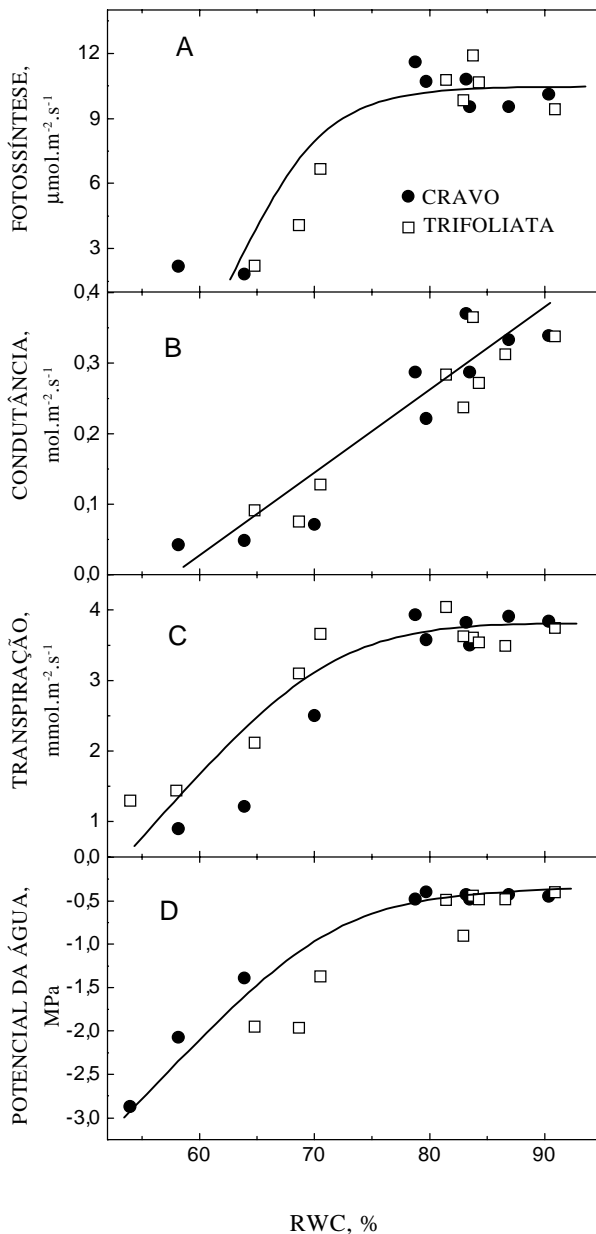 A
12
9
6
3
FOTOSSÍNTESE,
µmol.m⁻².s⁻¹
CRAVO
TRIFOLIATA
B
0,4
0,3
0,2
0,1
0,0
CONDUTÂNCIA,
mol.m⁻².s⁻¹
C
4
3
2
1
0,0
TRANSPIRAÇÃO,
mmol.m⁻².s⁻¹
D
-0,5
-1,0
-1,5
-2,0
-2,5
-3,0
POTENCIAL DA ÁGUA,
MPa
60 70 80 90
RWC, %